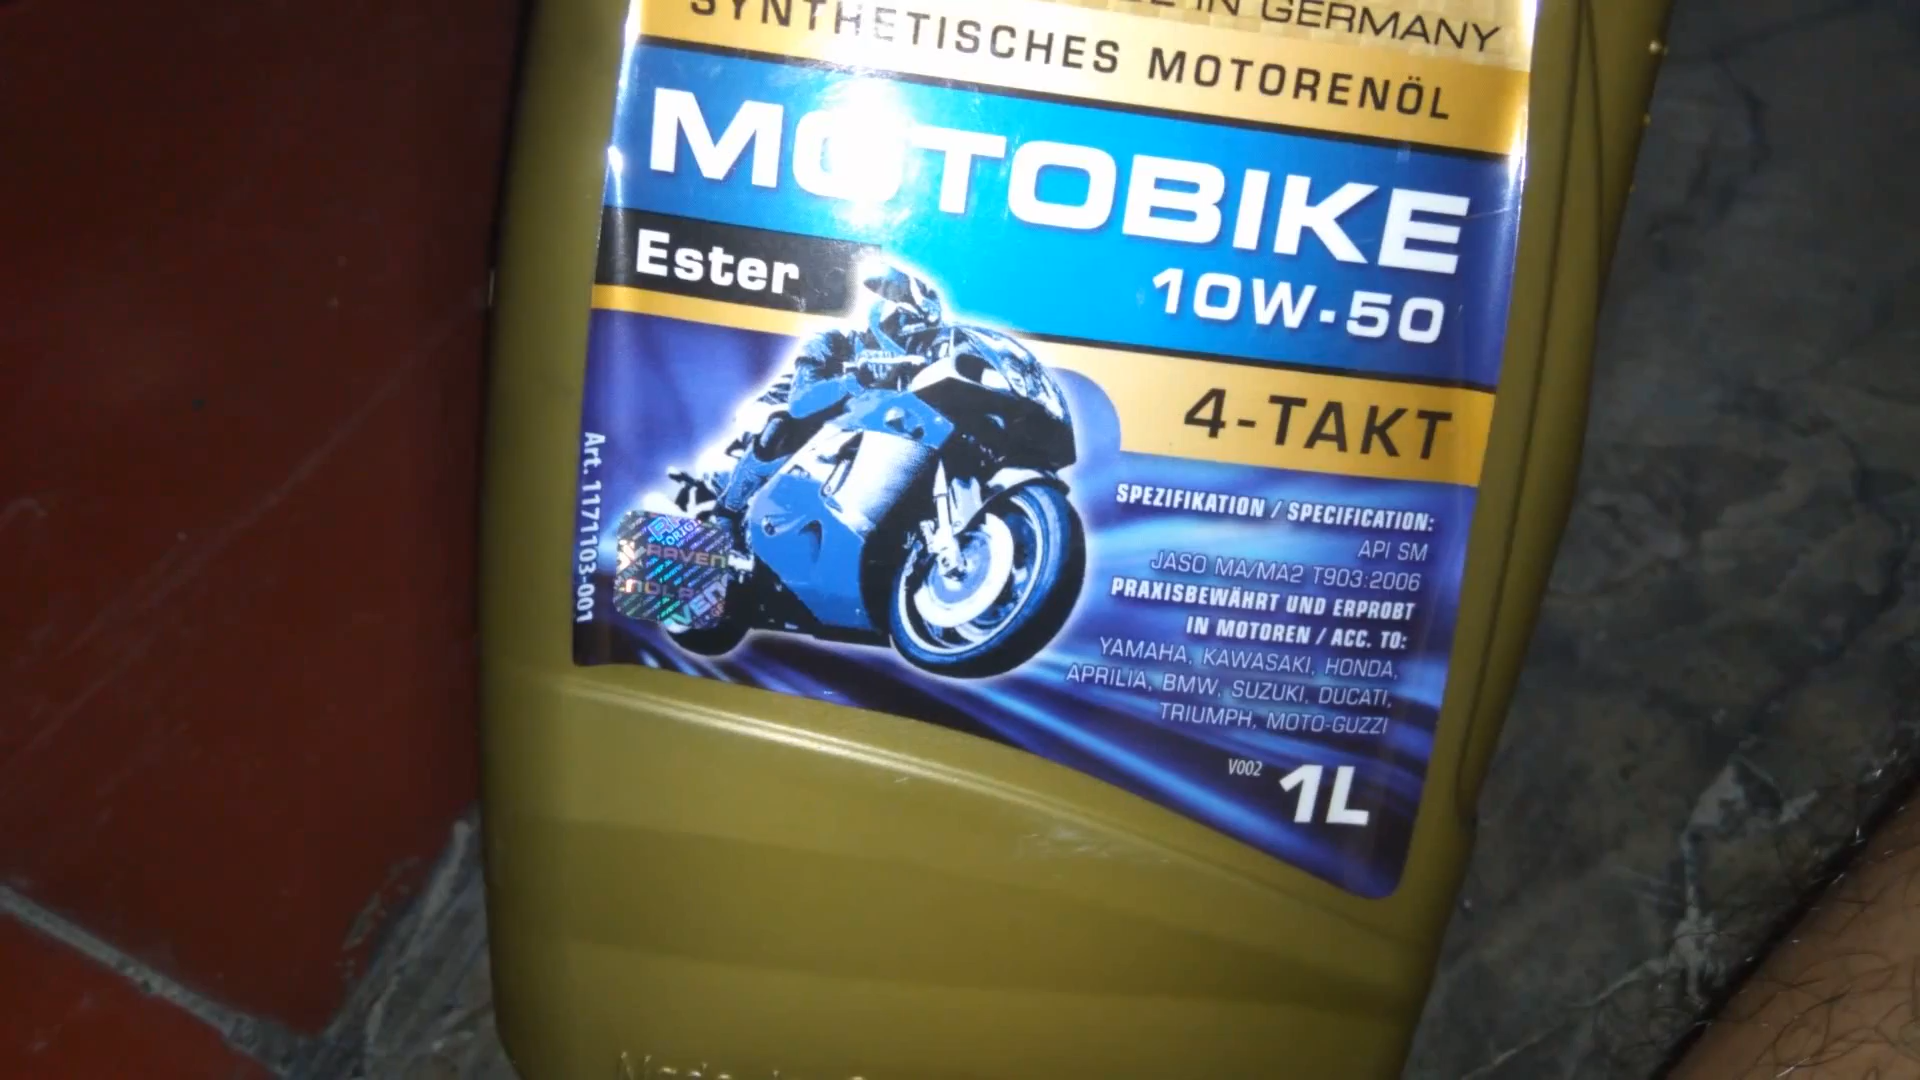 IN GERMANY
SYNTHETISCHES MOTORENÖL
MOTOBIKE
Ester
10W-50
4-TAKT
SPEZIFIKATION / SPECIFICATION:
API SM
JASO MA/MA2 T903:2006
PRAXISBEWÄHRT UND ERPROBT
IN MOTOREN / ACC. TO:
YAMAHA, KAWASAKI, HONDA,
APRILIA, BMW, SUZUKI, DUCATI,
TRIUMPH, MOTO-GUZZI
V002 1L
Art. 1171103-001
RAVEN